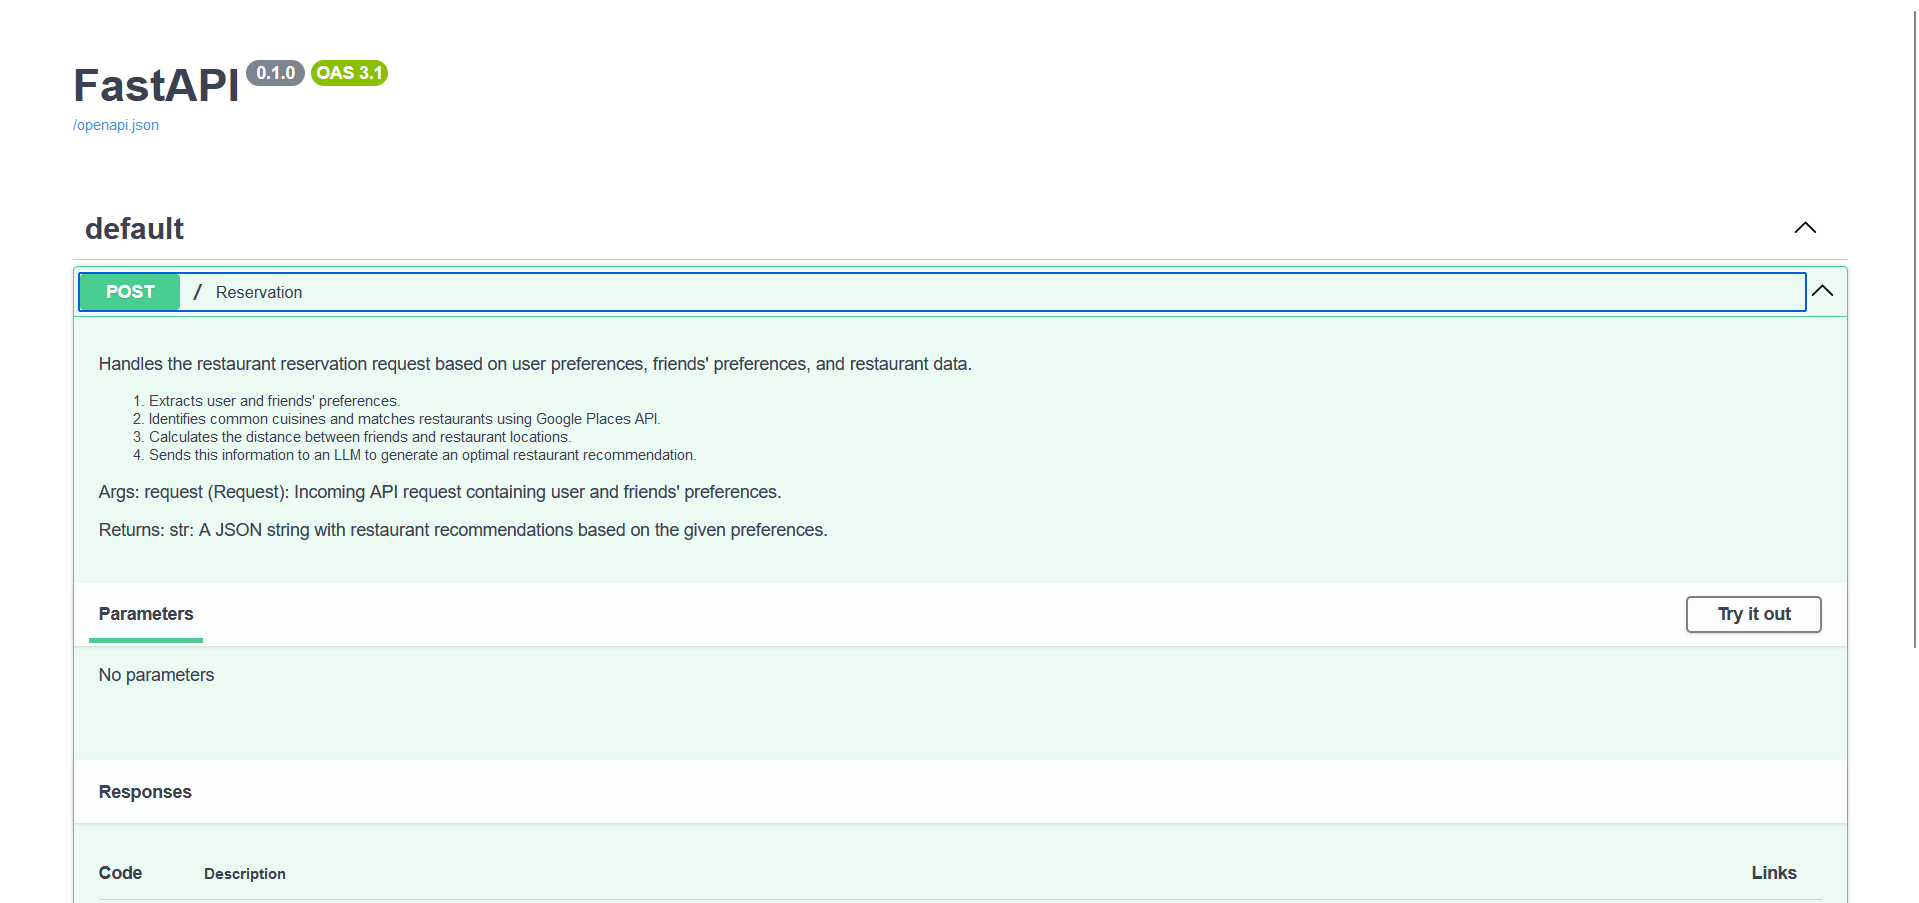 FastAPI 0.1.0 OAS 3.1
/openapi.json
default
POST / Reservation
Handles the restaurant reservation request based on user preferences, friends' preferences, and restaurant data.
1. Extracts user and friends' preferences.
2. Identifies common cuisines and matches restaurants using Google Places API.
3. Calculates the distance between friends and restaurant locations.
4. Sends this information to an LLM to generate an optimal restaurant recommendation.
Args: request (Request): Incoming API request containing user and friends' preferences.
Returns: str: A JSON string with restaurant recommendations based on the given preferences.
Parameters Try it out
No parameters
Responses
Code Description Links